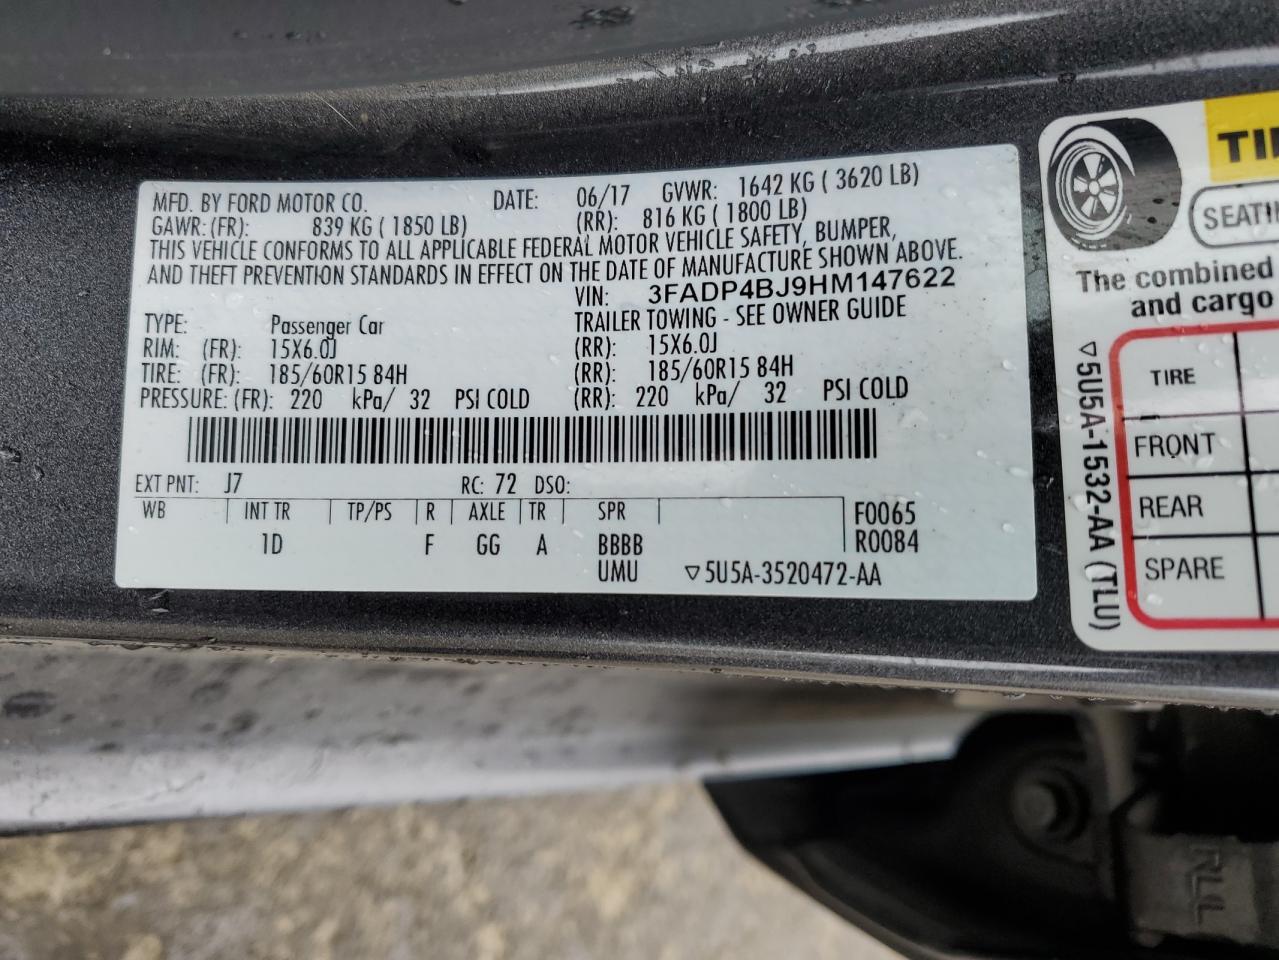 MFD. BY FORD MOTOR CO. DATE: 06/17 GVWR: 1642 KG ( 3620 LB)
GAWR: (FR): 839 KG ( 1850 LB) (RR): 816 KG ( 1800 LB)
THIS VEHICLE CONFORMS TO ALL APPLICABLE FEDERAL MOTOR VEHICLE SAFETY, BUMPER,
AND THEFT PREVENTION STANDARDS IN EFFECT ON THE DATE OF MANUFACTURE SHOWN ABOVE.
VIN: 3FADP4BJ9HM147622
TYPE: Passenger Car TRAILER TOWING - SEE OWNER GUIDE
RIM: (FR): 15X6.0J (RR): 15X6.0J
TIRE: (FR): 185/60R15 84H (RR): 185/60R15 84H
PRESSURE: (FR): 220 kPa/ 32 PSI COLD (RR): 220 kPa/ 32 PSI COLD
EXT PNT: J7 RC: 72 DSO:
WB INT TR TP/PS R AXLE TR SPR F0065
1D F GG A BBBB R0084
UMU ▽5U5A-3520472-AA
TI
SEATI
The combined
and cargo
TIRE
FRONT
REAR
SPARE
▽5U5A-1532-AA (TLU)
RLL